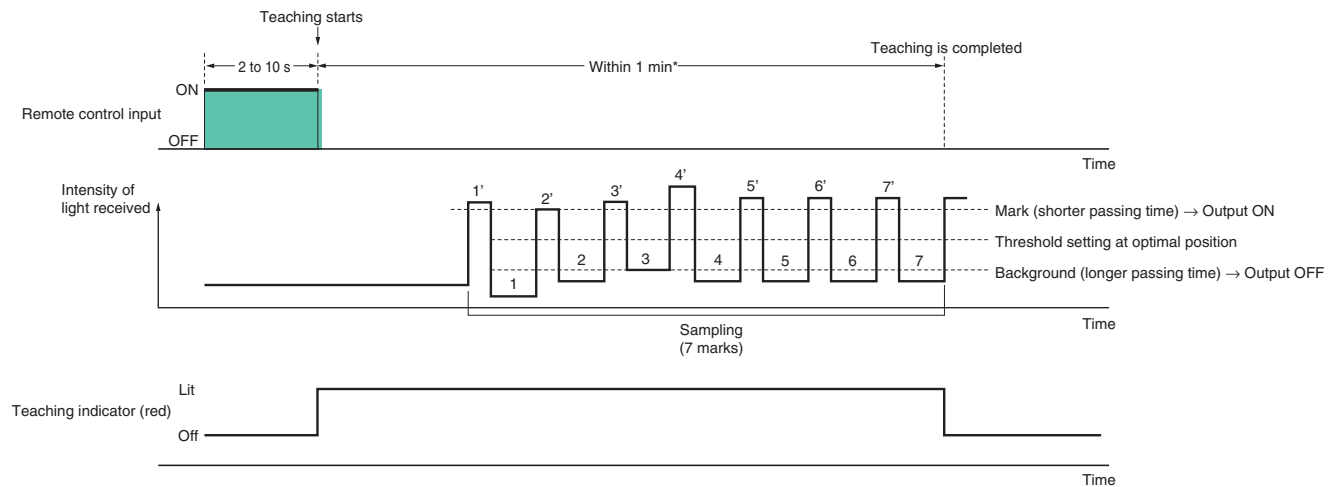 Teaching starts
Teaching is completed
2 to 10 s
Within 1 min*
ON
Remote control input
OFF
Time
Intensity of
light received
1'
2'
3'
4'
5'
6'
7'
Mark (shorter passing time) → Output ON
Threshold setting at optimal position
Background (longer passing time) → Output OFF
1
2
3
4
5
6
7
Sampling
(7 marks)
Time
Lit
Teaching indicator (red)
Off
Time